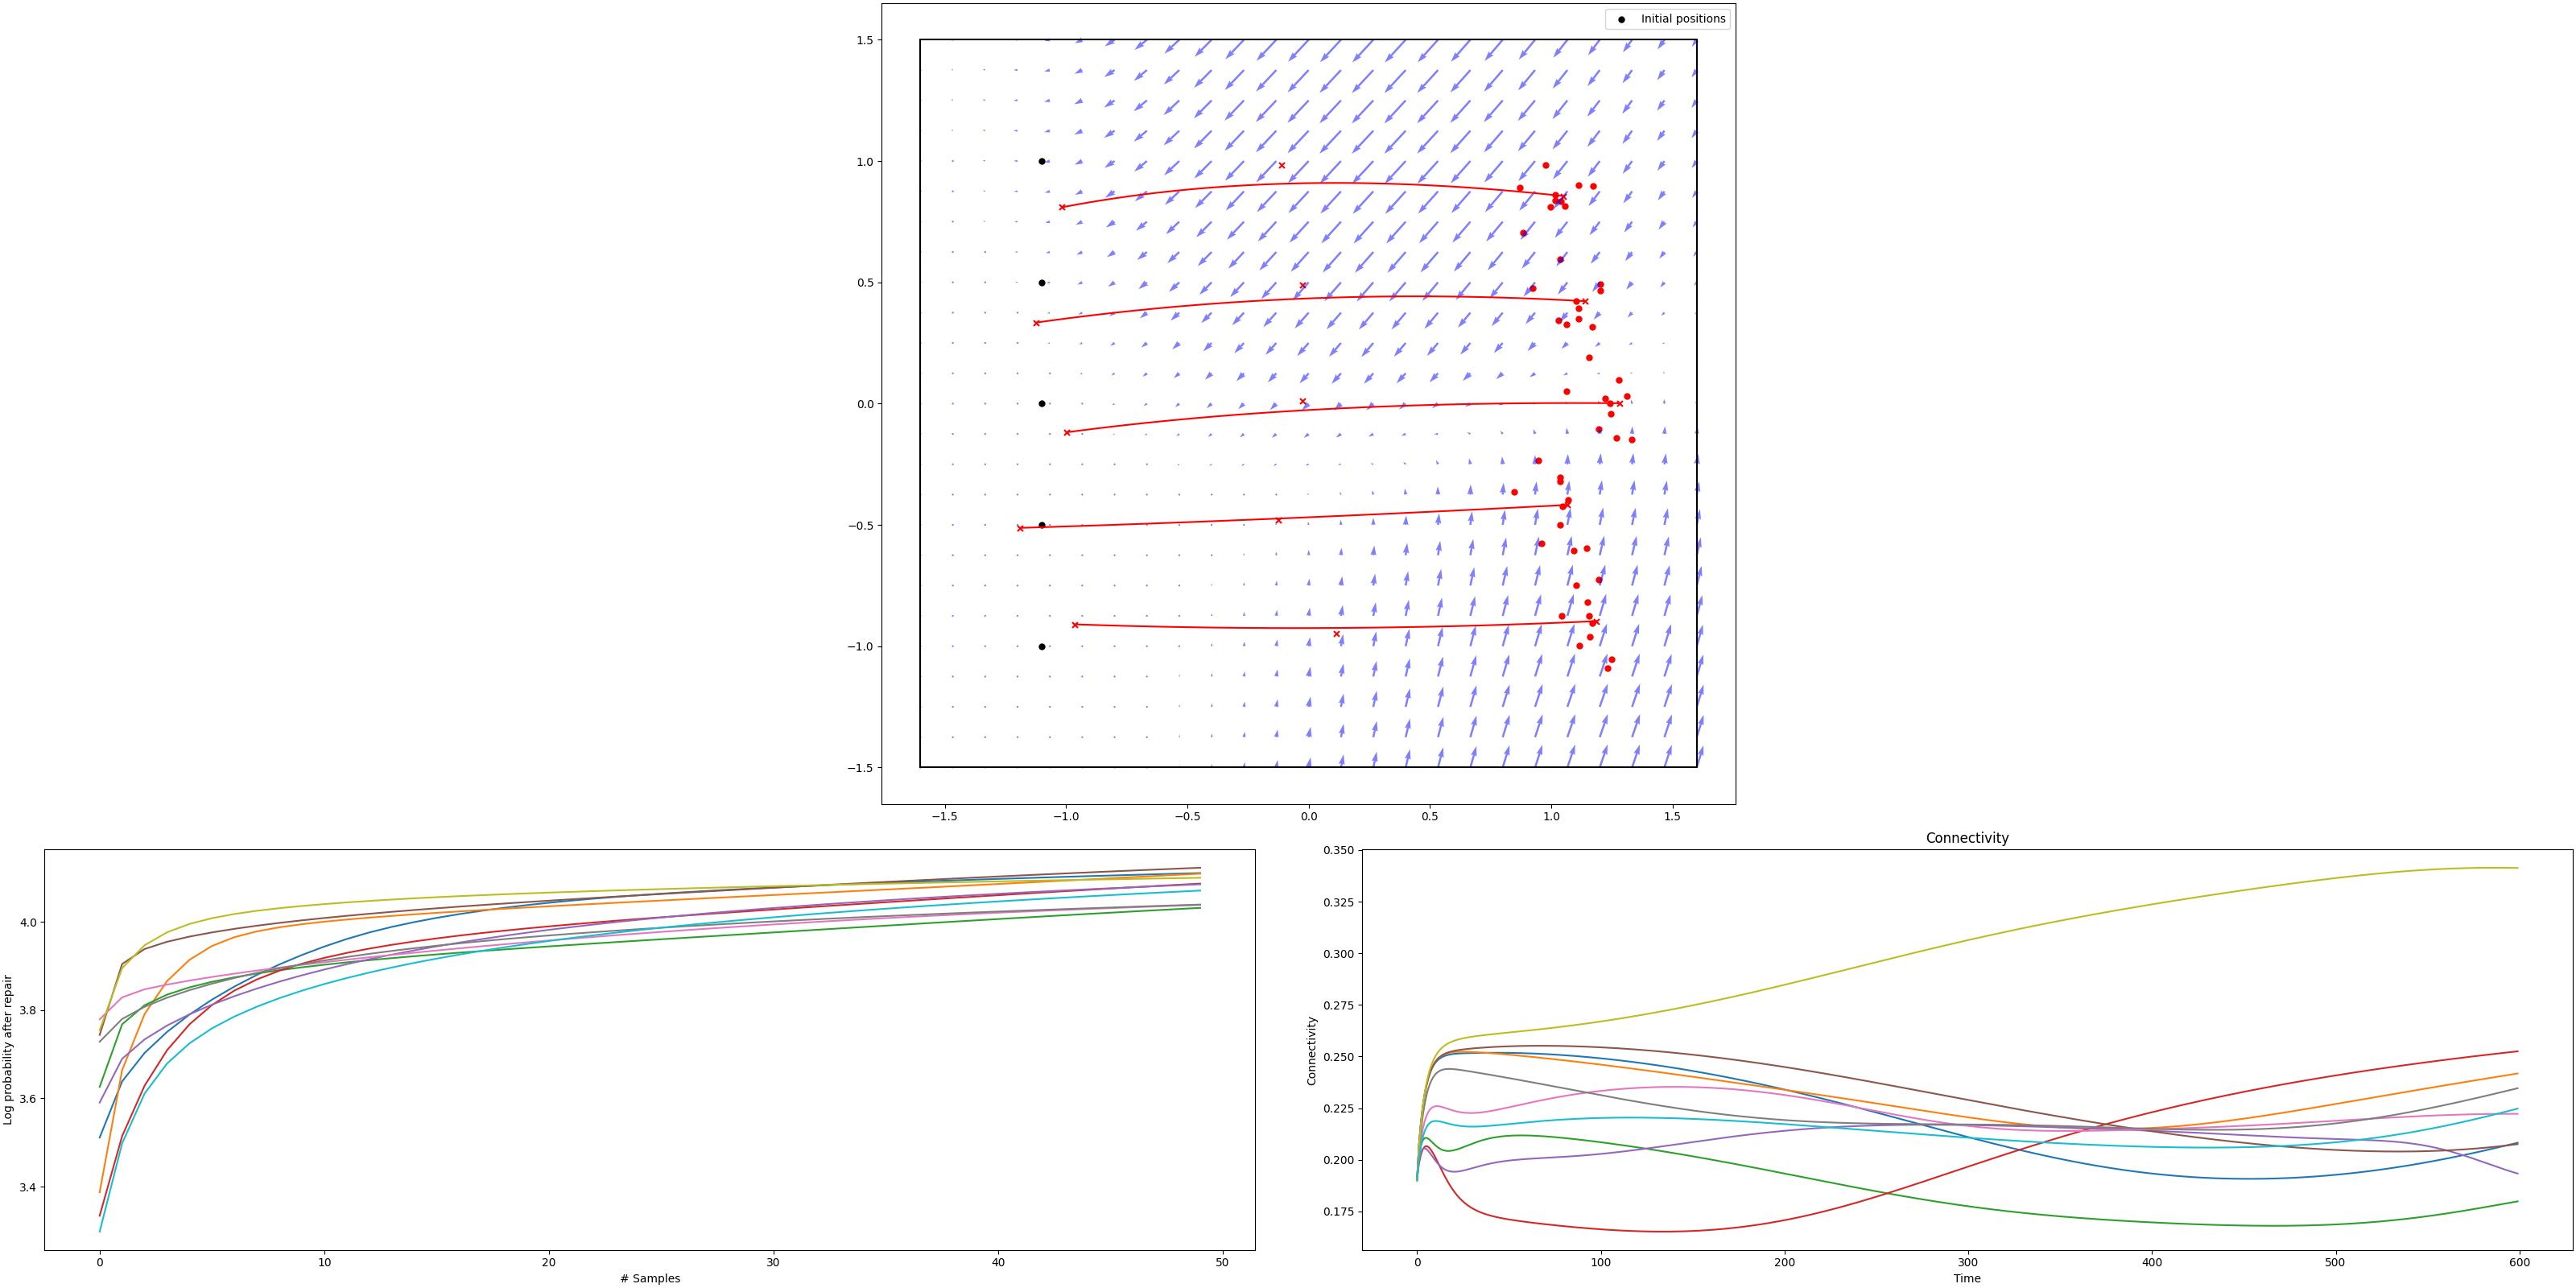 Initial positions
1.5
1.0
0.5
0.0
−0.5
−1.0
−1.5
−1.5 −1.0 −0.5 0.0 0.5 1.0 1.5
Log probability after repair
4.0
3.8
3.6
3.4
0 10 20 30 40 50
# Samples
Connectivity
Connectivity
0.350
0.325
0.300
0.275
0.250
0.225
0.200
0.175
0 100 200 300 400 500 600
Time